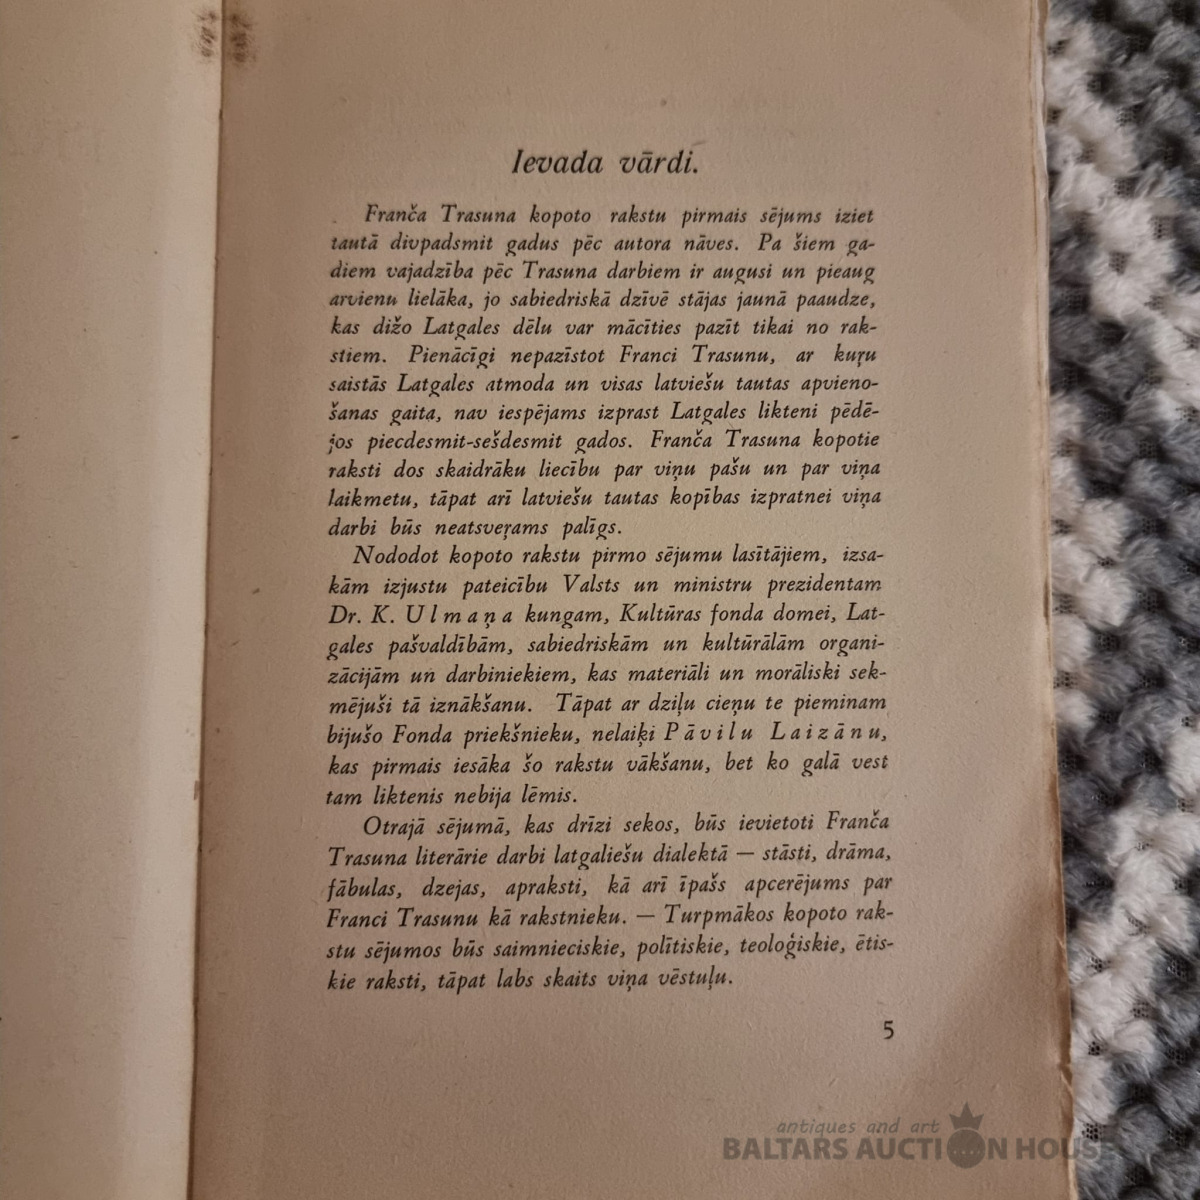 Ievada vārdi.
Franča Trasuna kopoto rakstu pirmais sējums iziet
tautā divpadsmit gadus pēc autora nāves. Pa šiem ga-
diem vajadzība pēc Trasuna darbiem ir augusi un pieaug
arvienu lielāka, jo sabiedriskā dzīvē stājas jaunā paaudze,
kas dižo Latgales dēlu var mācīties pazīt tikai no rak-
stiem. Pienācīgi nepazīstot Franci Trasunu, ar kuŗu
saistās Latgales atmoda un visas latviešu tautas apvieno-
šanas gaita, nav iespējams izprast Latgales likteni pēdē-
jos piecdesmit-sešdesmit gados. Franča Trasuna kopotie
raksti dos skaidrāku liecību par viņu pašu un par viņa
laikmetu, tāpat arī latviešu tautas kopības izpratnei viņa
darbi būs neatsveŗams palīgs.
Nododot kopoto rakstu pirmo sējumu lasītājiem, izsa-
kām izjustu pateicību Valsts un ministru prezidentam
Dr. K. Ulmaņa kungam, Kultūras fonda domei, Lat-
gales pašvaldībām, sabiedriskām un kultūrālām organi-
zācijām un darbiniekiem, kas materiāli un morāliski sek-
mējuši tā iznākšanu. Tāpat ar dziļu cieņu te pieminam
bijušo Fonda priekšnieku, nelaiķi Pāvilu Laizānu,
kas pirmais iesāka šo rakstu vākšanu, bet ko galā vest
tam liktenis nebija lēmis.
Otrajā sējumā, kas drīzi sekos, būs ievietoti Franča
Trasuna literārie darbi latgaliešu dialektā — stāsti, drāma,
fābulas, dzejas, apraksti, kā arī īpašs apcerējums par
Franci Trasunu kā rakstnieku. — Turpmākos kopoto rak-
stu sējumos būs saimnieciskie, polītiskie, teoloģiskie, ētis-
kie raksti, tāpat labs skaits viņa vēstuļu.
5
antiques and art
BALTARS AUCTION HOUSE